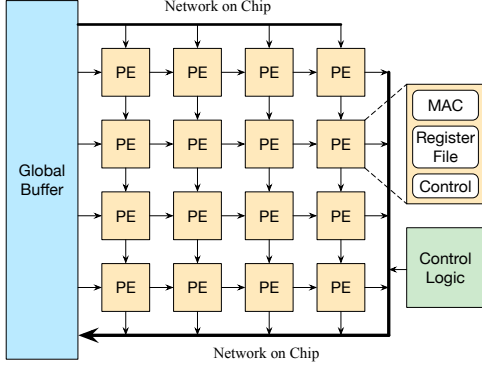 Network on Chip
PE PE PE PE
MAC
PE PE PE PE
Register
File
Global
Buffer
Control
PE PE PE PE
Control
Logic
PE PE PE PE
Network on Chip